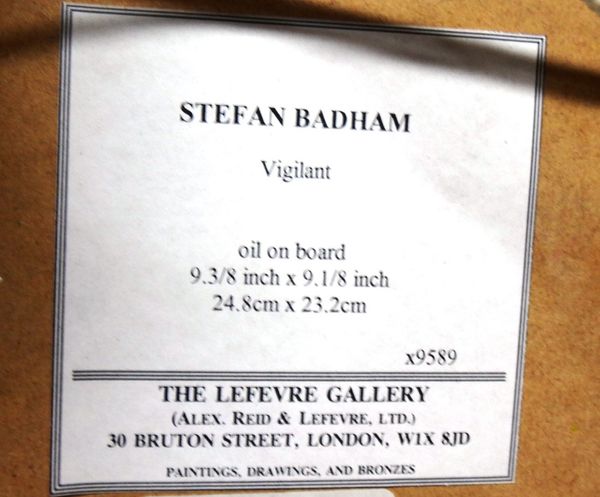 STEFAN BADHAM
Vigilant
oil on board
9.3/8 inch x 9.1/8 inch
24.8cm x 23.2cm
x9589
THE LEFEVRE GALLERY
(ALEX. REID & LEFEVRE, LTD.)
30 BRUTON STREET, LONDON, W1X 8JD
PAINTINGS, DRAWINGS, AND BRONZES